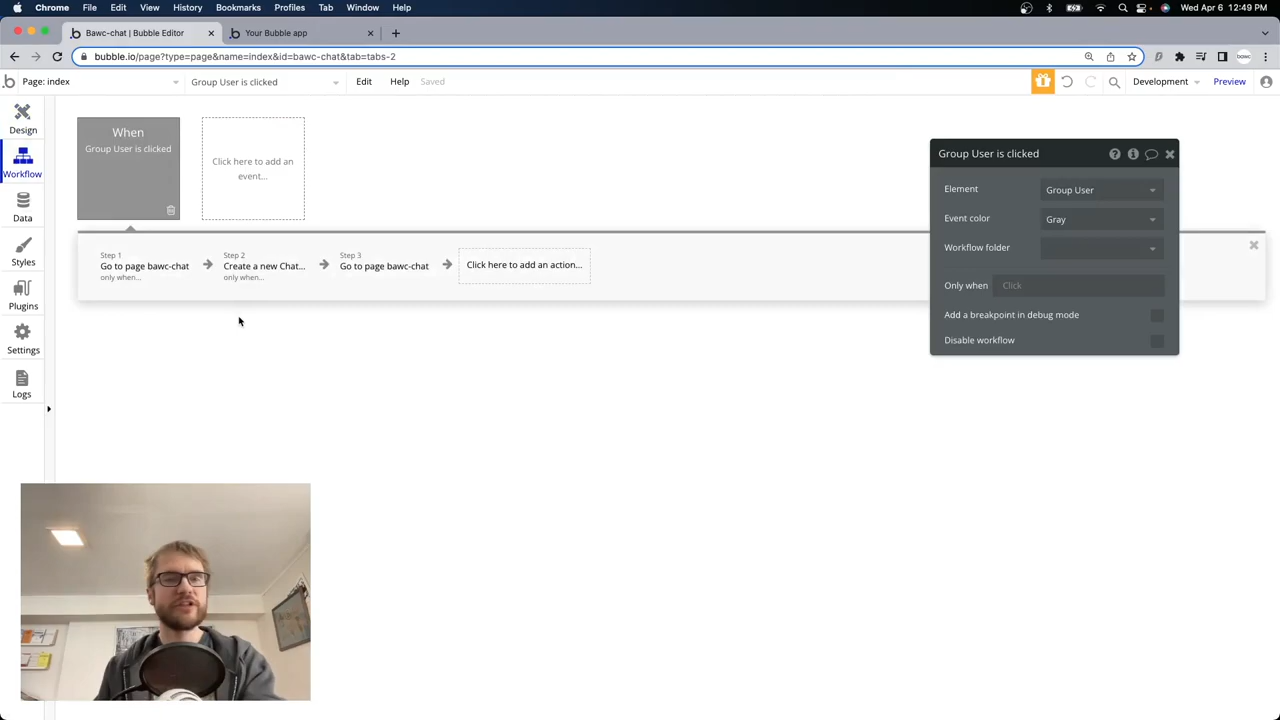 Chrome File Edit View History Bookmarks Profiles Tab Window Help Wed Apr 6 12:49 PM
Bawc-chat | Bubble Editor Your Bubble app
bubble.io/page?type=page&name=index&id=bawc-chat&tab=tabs-2
Page: index Group User is clicked Edit Help Saved Development Preview
Design
Workflow
Data
Styles
Plugins
Settings
Logs
When
Group User is clicked
Click here to add an
event...
Step 1
Go to page bawc-chat
only when...
Step 2
Create a new Chat...
only when...
Step 3
Go to page bawc-chat
Click here to add an action...
Group User is clicked
Element Group User
Event color Gray
Workflow folder
Only when Click
Add a breakpoint in debug mode
Disable workflow